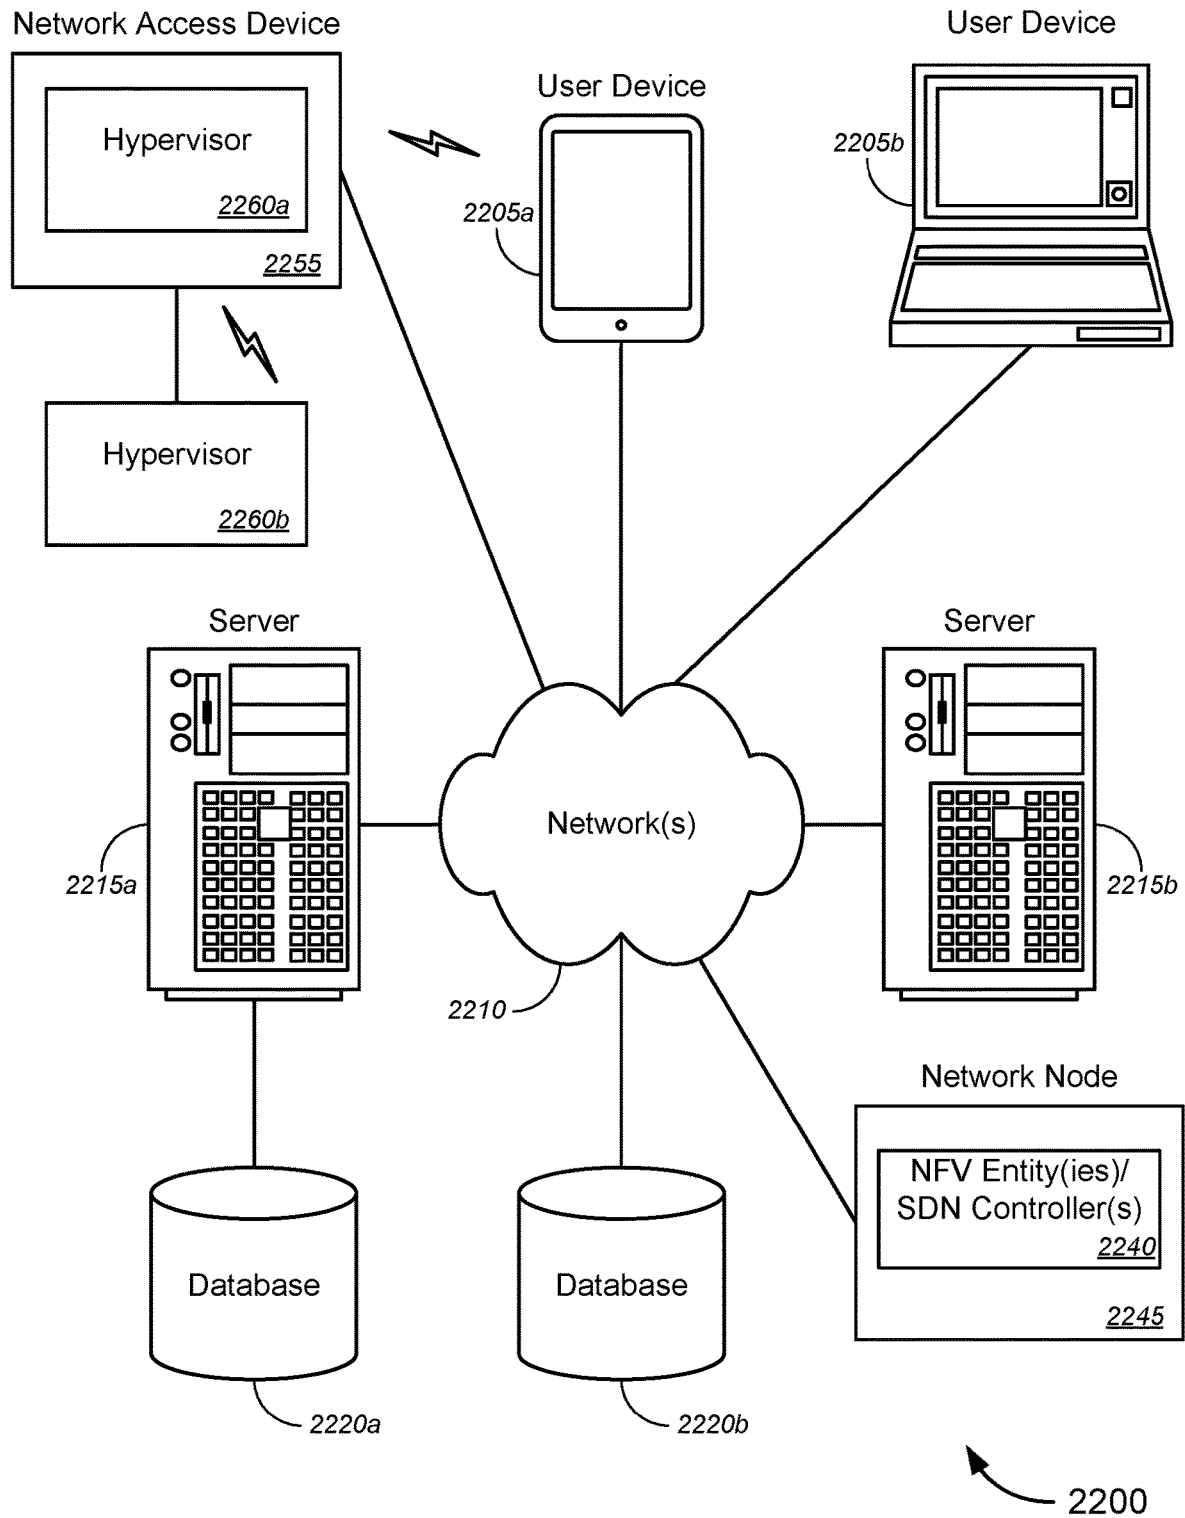 Network Access Device
User Device
User Device
Hypervisor
2260a
2255
2205a
2205b
Hypervisor
2260b
Server
Server
Network(s)
2215a
2215b
2210
Network Node
NFV Entity(ies)/
SDN Controller(s)
2240
2245
Database
Database
2220a
2220b
2200